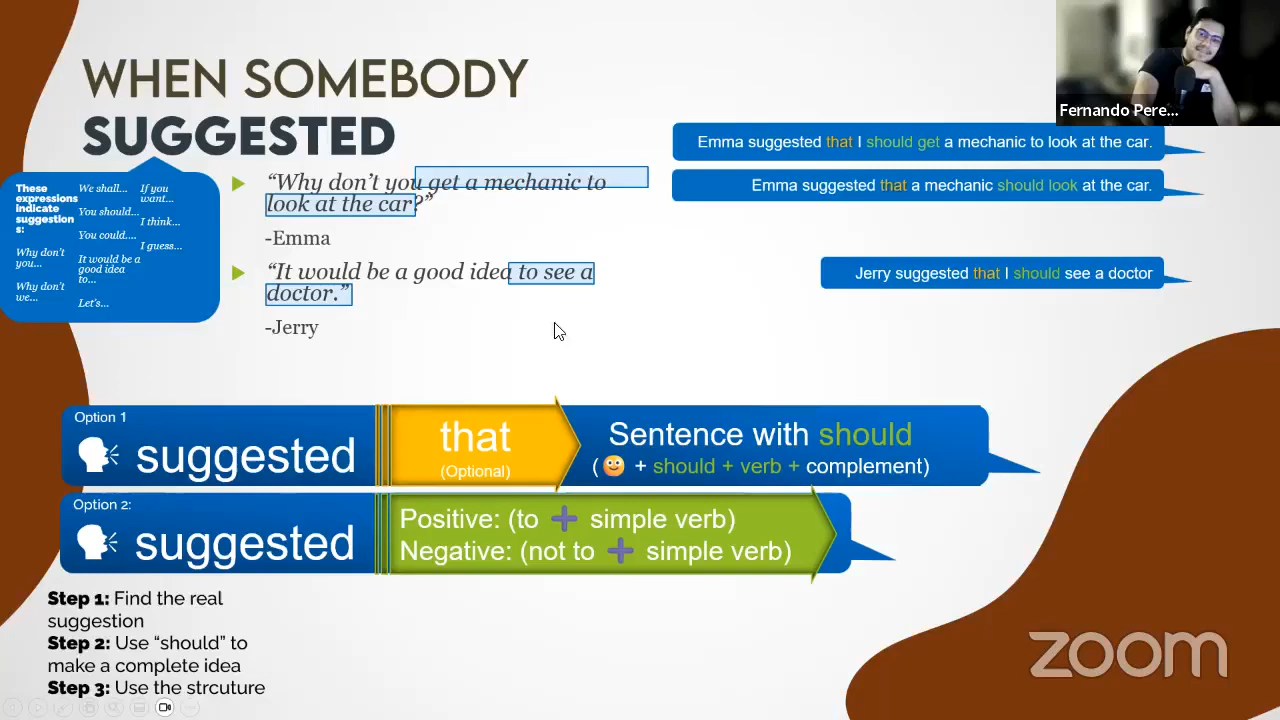 WHEN SOMEBODY
SUGGESTED
Fernando Pere...
These
expressions
indicate
suggestion
s:
Why don't
you...
Why don't
we...
We shall...
You should...
You could....
It would be a
good idea
to...
Let's...
If you
want...
I think...
I guess...
“Why don't you get a mechanic to
look at the car?”
-Emma
“It would be a good idea to see a
doctor.”
-Jerry
Emma suggested that I should get a mechanic to look at the car.
Emma suggested that a mechanic should look at the car.
Jerry suggested that I should see a doctor
Option 1
suggested
that
(Optional)
Sentence with should
( + should + verb + complement)
Option 2:
suggested
Positive: (to ➕ simple verb)
Negative: (not to ➕ simple verb)
Step 1: Find the real
suggestion
Step 2: Use “should” to
make a complete idea
Step 3: Use the strcuture
zoom